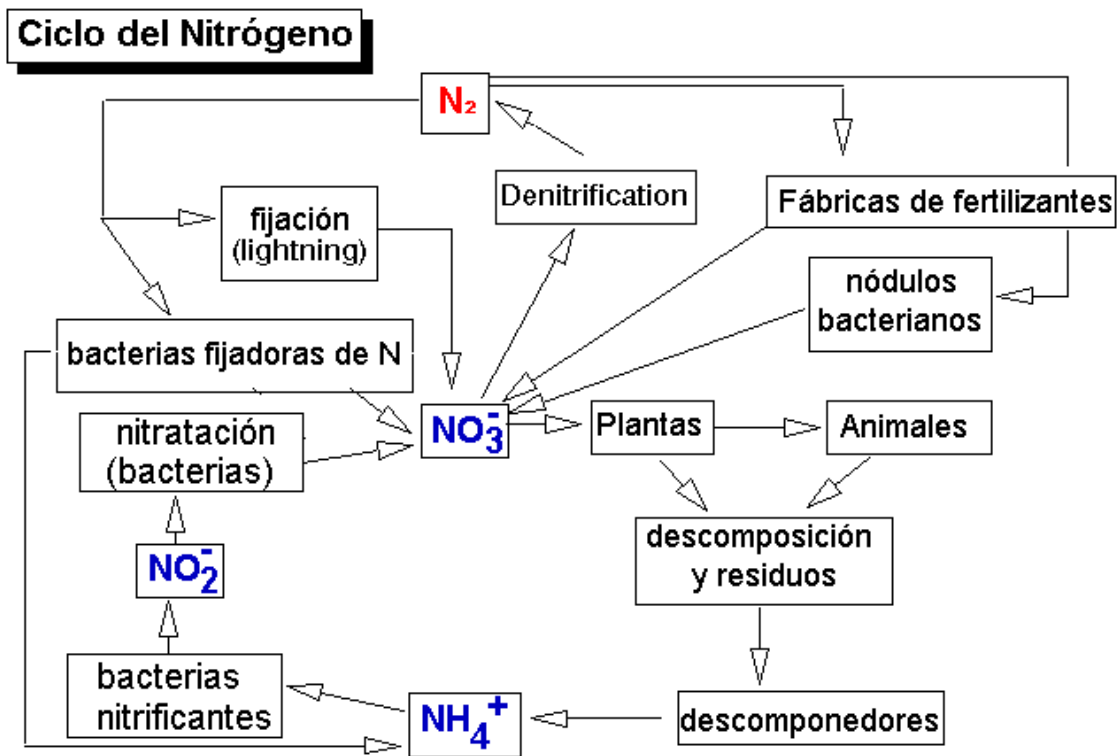 Ciclo del Nitrógeno
N₂
Denitrification
Fábricas de fertilizantes
fijación
(lightning)
nódulos
bacterianos
bacterias fijadoras de N
NO₃⁻
Plantas
Animales
nitratación
(bacterias)
descomposición
y residuos
NO₂⁻
bacterias
nitrificantes
NH₄⁺
descomponedores